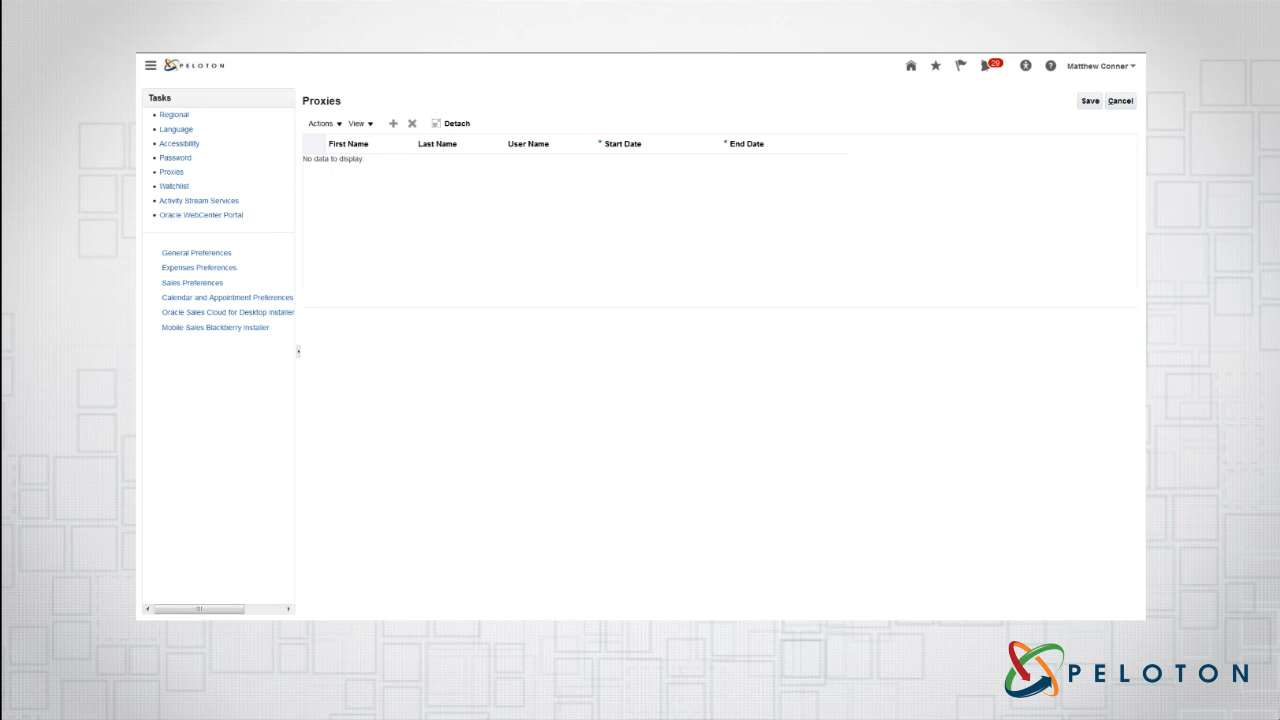 PELOTON
29
Matthew Conner
Tasks
Regional
Language
Accessibility
Password
Proxies
Watchlist
Activity Stream Services
Oracle WebCenter Portal
General Preferences
Expenses Preferences
Sales Preferences
Calendar and Appointment Preferences
Oracle Sales Cloud for Desktop Installer
Mobile Sales Blackberry Installer
Proxies
Save Cancel
Actions View Detach
First Name Last Name User Name * Start Date * End Date
No data to display.
PELOTON